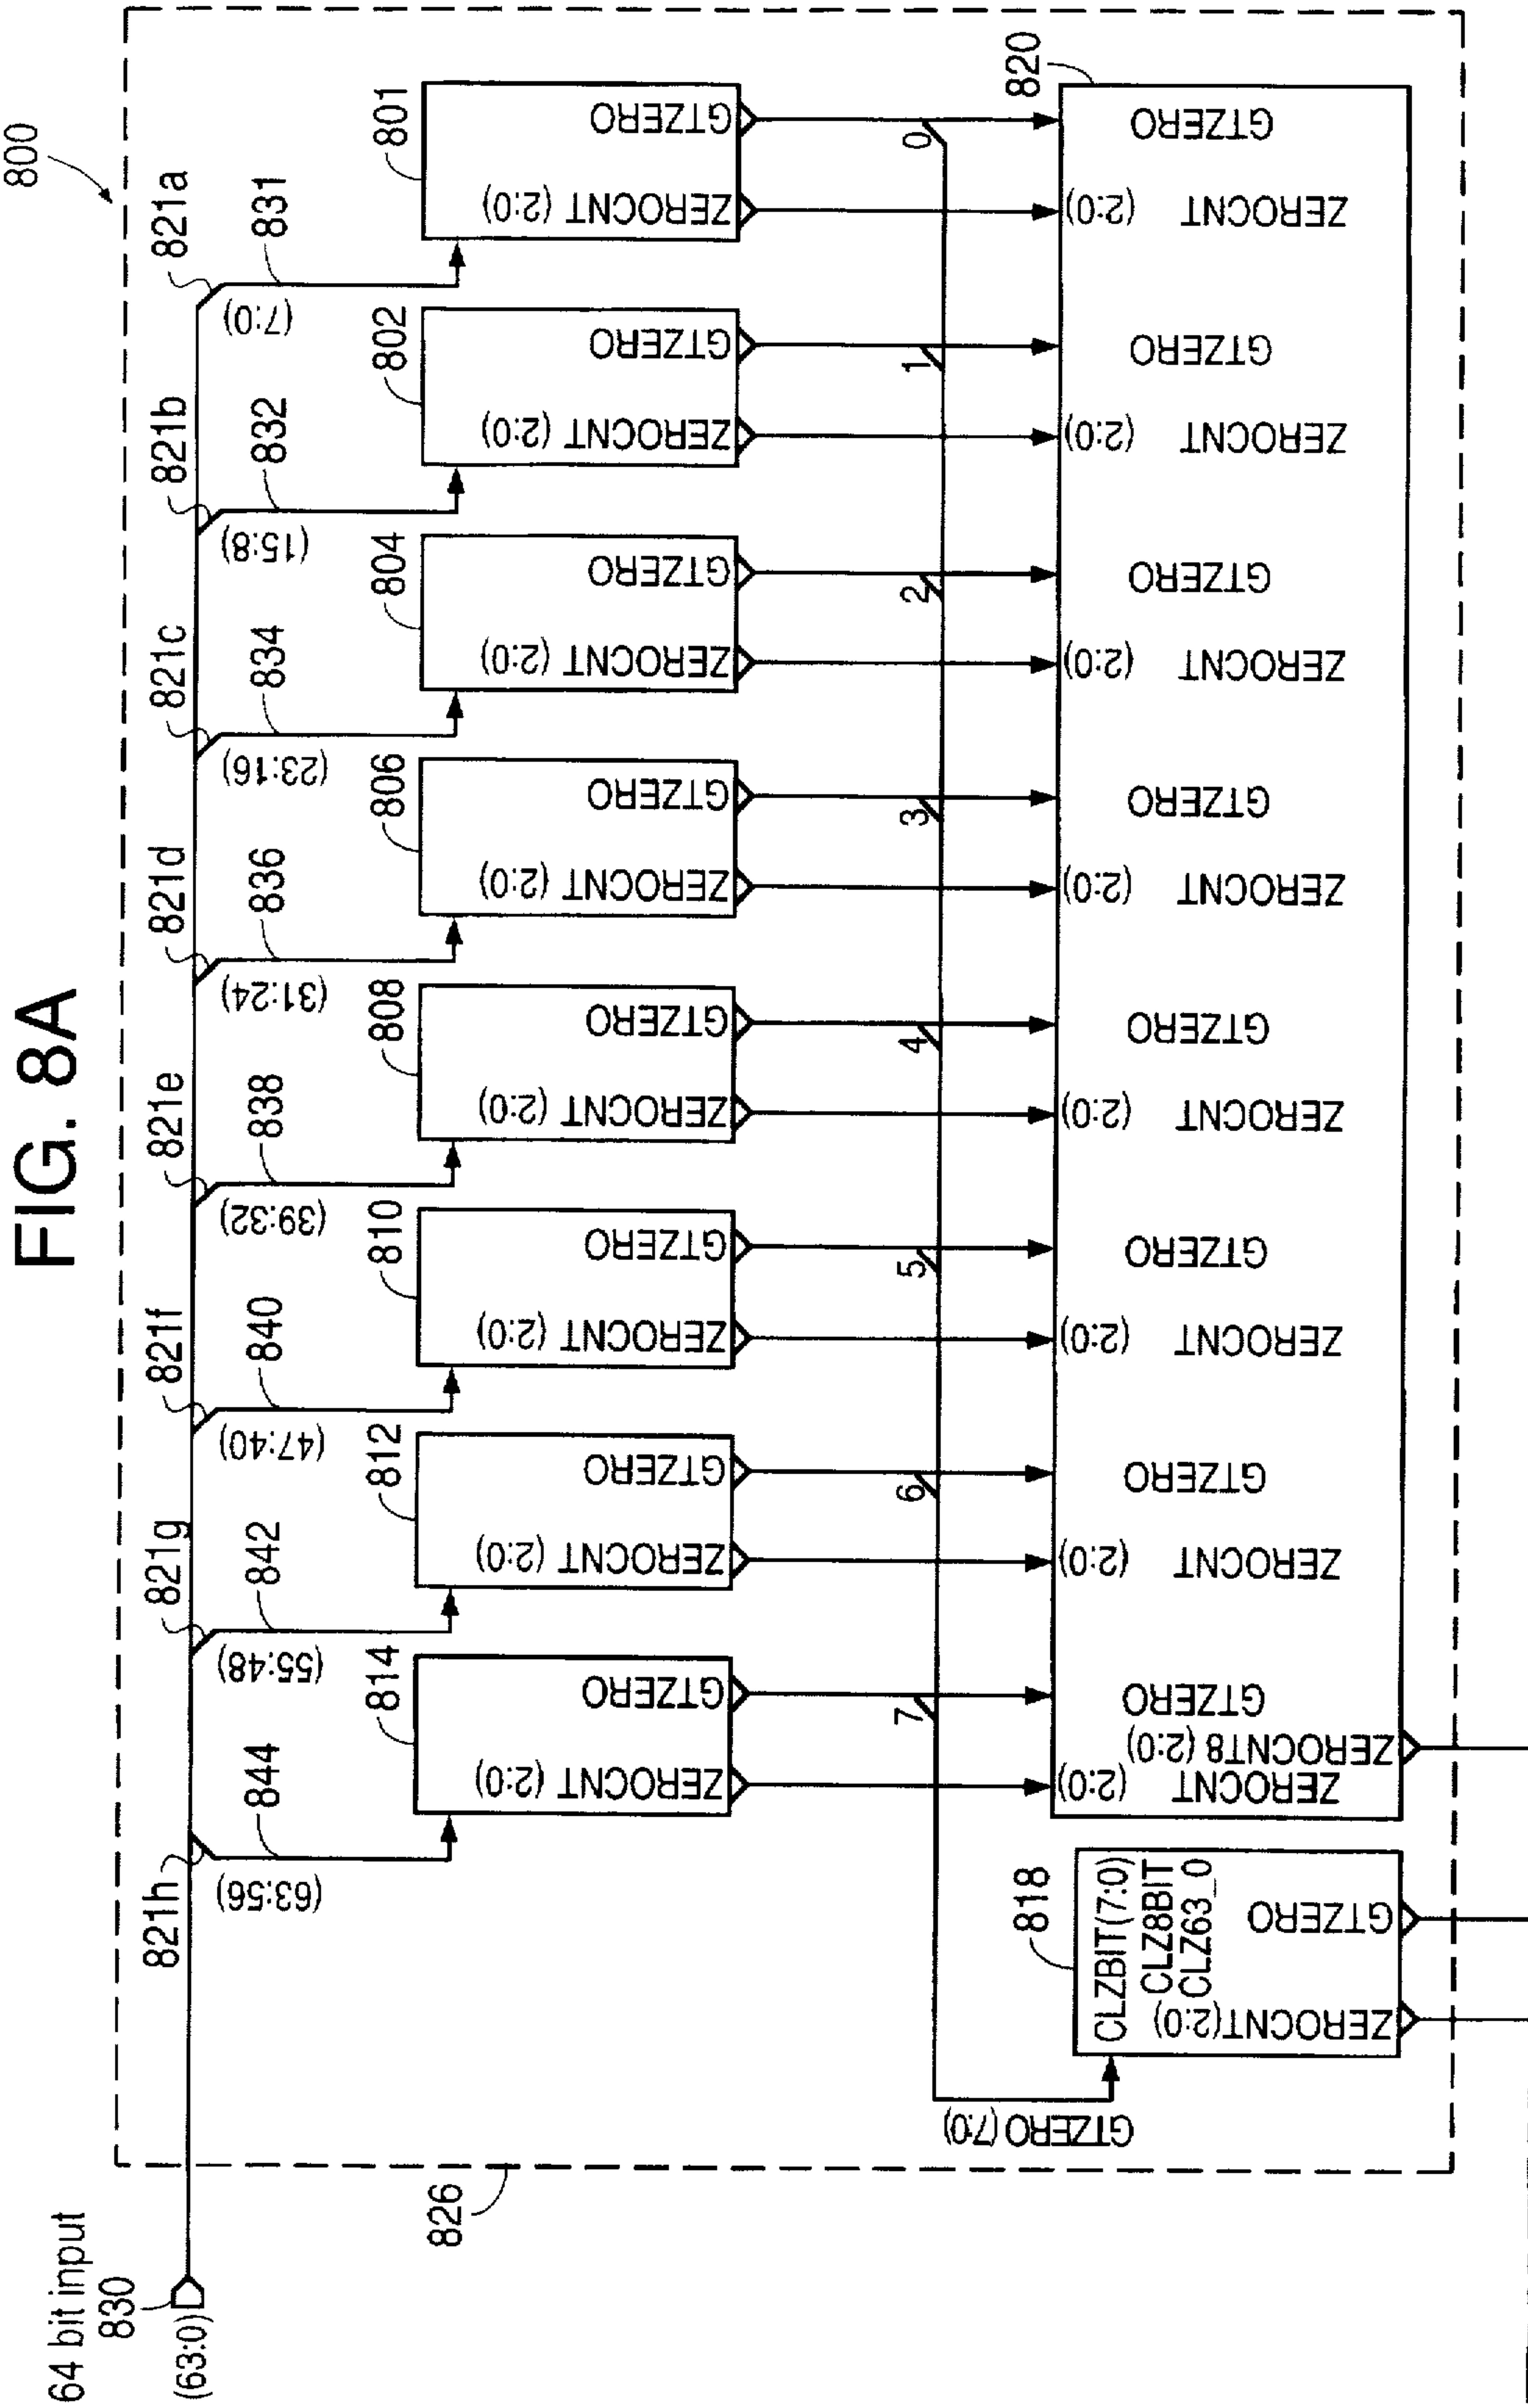 FIG. 8A
800
64 bit input
830
(63:0)
826
821h
821g
821f
821e
821d
821c
821b
821a
844
842
840
838
836
834
832
831
(63:56)
(55:48)
(47:40)
(39:32)
(31:24)
(23:16)
(15:8)
(7:0)
814
812
810
808
806
804
802
801
ZEROCNT (2:0)
GTZERO
ZEROCNT (2:0)
GTZERO
ZEROCNT (2:0)
GTZERO
ZEROCNT (2:0)
GTZERO
ZEROCNT (2:0)
GTZERO
ZEROCNT (2:0)
GTZERO
ZEROCNT (2:0)
GTZERO
ZEROCNT (2:0)
GTZERO
7
6
5
4
3
2
1
0
GTZERO (7:0)
818
CLZBIT(7:0)
CLZ8BIT
CLZ63_0
ZEROCNT(2:0)
GTZERO
820
(2:0)
ZEROCNT
ZEROCNT8 (2:0)
GTZERO
(2:0)
ZEROCNT
GTZERO
(2:0)
ZEROCNT
GTZERO
(2:0)
ZEROCNT
GTZERO
(2:0)
ZEROCNT
GTZERO
(2:0)
ZEROCNT
GTZERO
(2:0)
ZEROCNT
GTZERO
(2:0)
ZEROCNT
GTZERO